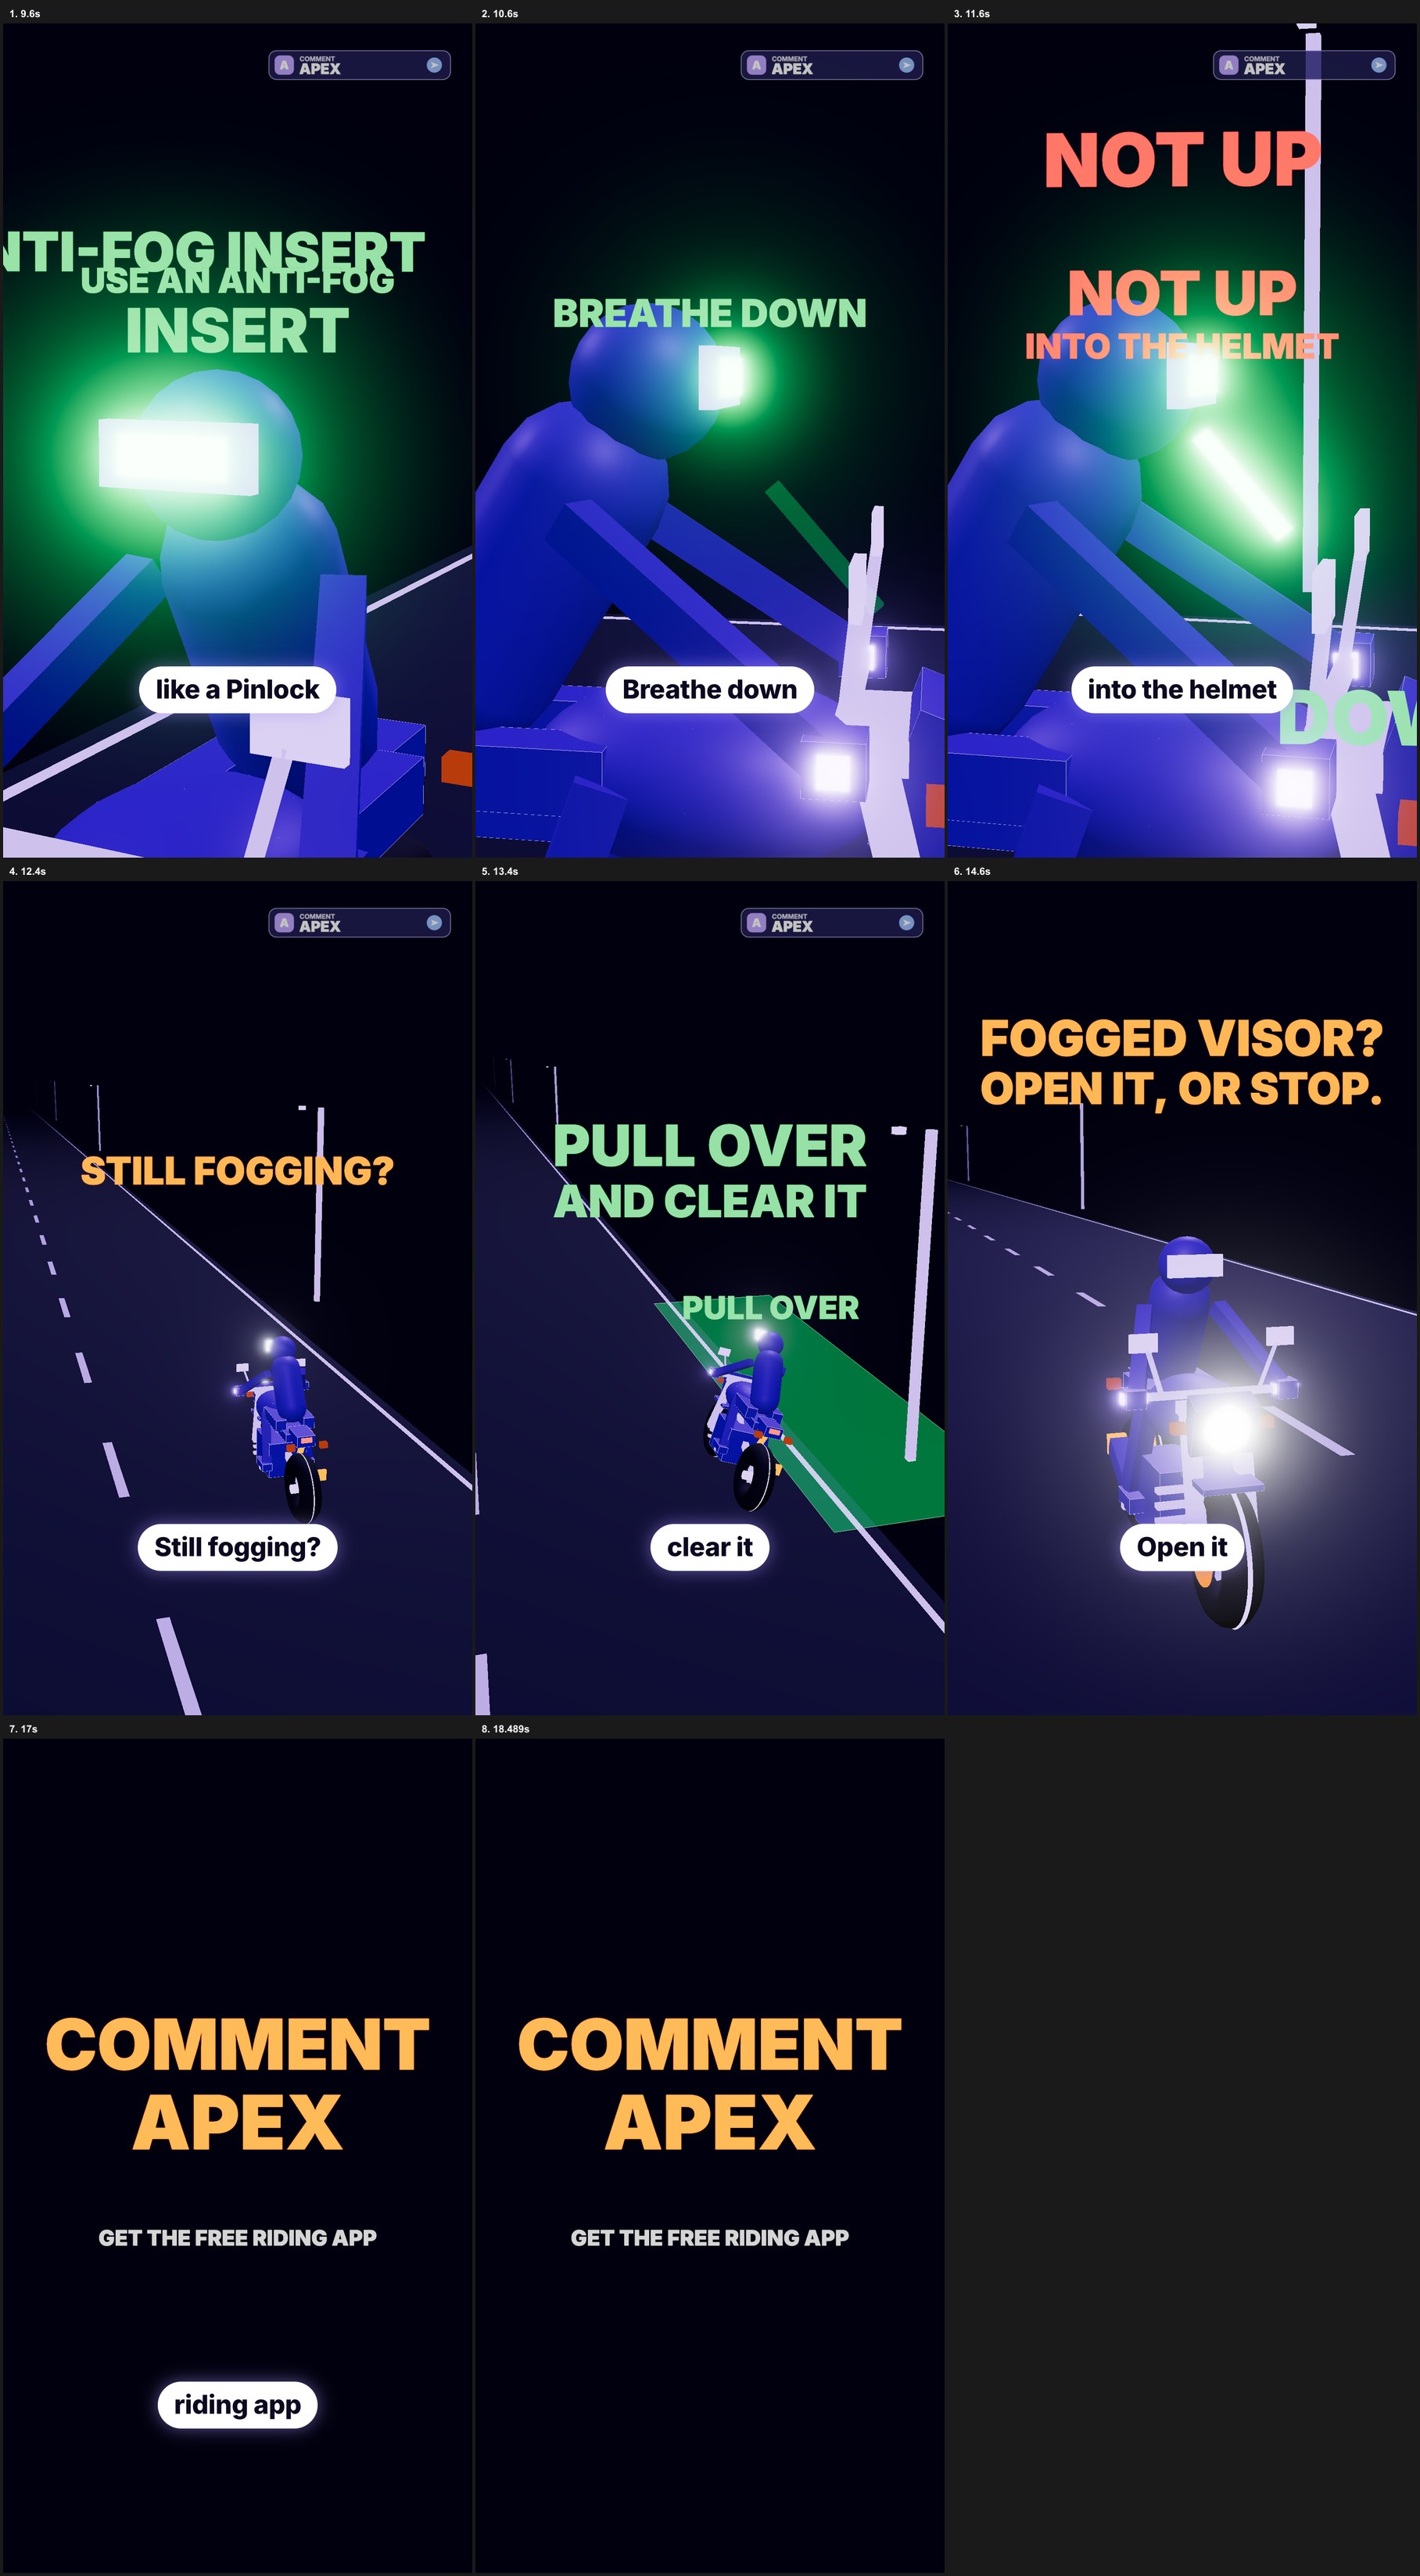 1. 9.6s
A
COMMENT
APEX
NTI-FOG INSERT
USE AN ANTI-FOG
INSERT
like a Pinlock
2. 10.6s
A
COMMENT
APEX
BREATHE DOWN
Breathe down
3. 11.6s
A
COMMENT
APEX
NOT UP
NOT UP
INTO THE HELMET
into the helmet
DOW
4. 12.4s
A
COMMENT
APEX
STILL FOGGING?
Still fogging?
5. 13.4s
A
COMMENT
APEX
PULL OVER
AND CLEAR IT
PULL OVER
clear it
6. 14.6s
FOGGED VISOR?
OPEN IT, OR STOP.
Open it
7. 17s
COMMENT
APEX
GET THE FREE RIDING APP
riding app
8. 18.489s
COMMENT
APEX
GET THE FREE RIDING APP